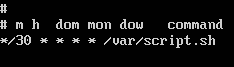 #
# m h  dom mon dow   command
*/30 * * * * /var/script.sh